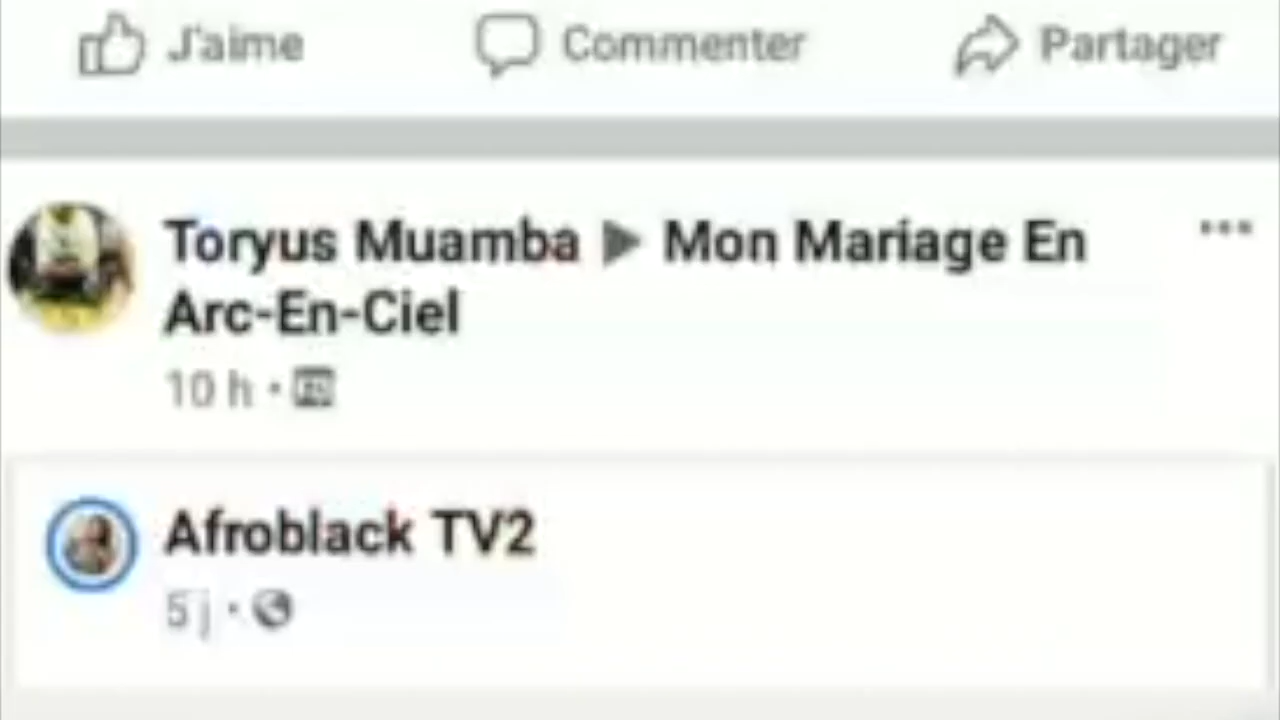 J'aime Commenter Partager
Toryus Muamba ▶ Mon Mariage En
Arc-En-Ciel
10 h ·
Afroblack TV2
5 j ·